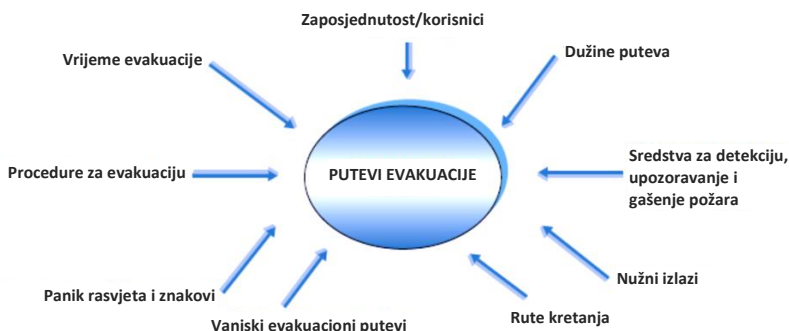 Zaposjednutost/korisnici
Vrijeme evakuacije
Dužine puteva
Procedure za evakuaciju
PUTEVI EVAKUACIJE
Sredstva za detekciju,
upozoravanje i
gašenje požara
Panik rasvjeta i znakovi
Nužni izlazi
Vanjski evakuacioni putevi
Rute kretanja